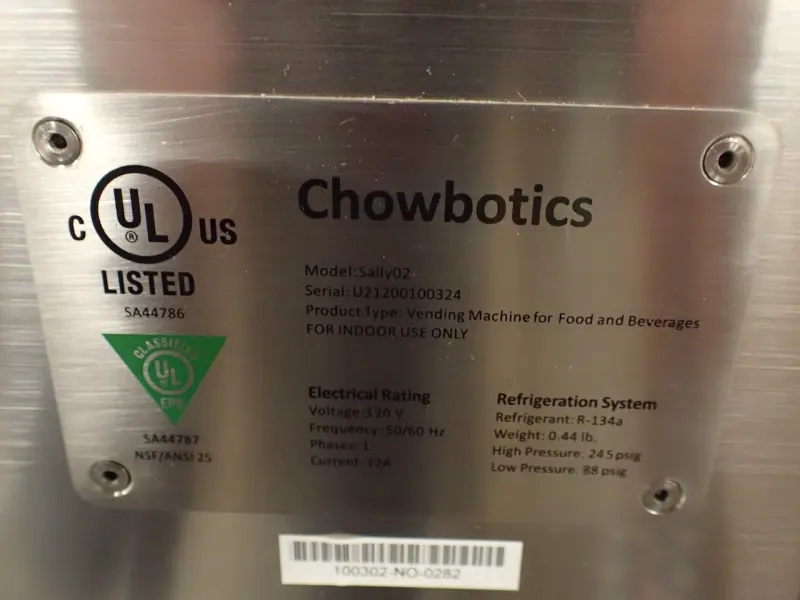 C UL ® US
LISTED
SA44786
CLASSIFIED
UL
EPH
SA44787
NSF/ANSI 25
Chowbotics
Model: Sally02
Serial: U21200100324
Product Type: Vending Machine for Food and Beverages
FOR INDOOR USE ONLY
Electrical Rating
Voltage: 120 V
Frequency: 50/60 Hz
Phases: 1
Current: 12A
Refrigeration System
Refrigerant: R-134a
Weight: 0.44 lb.
High Pressure: 245 psig
Low Pressure: 88 psig
100302-NO-0282